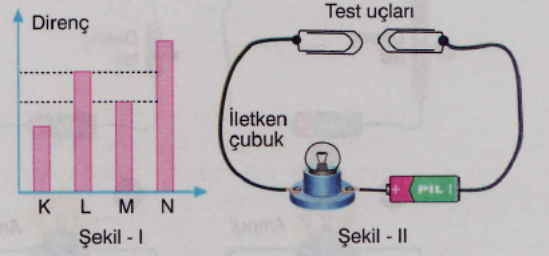 Direnç
K L M N
Şekil - I
Test uçları
İletken
çubuk
+ PİL -
Şekil - II